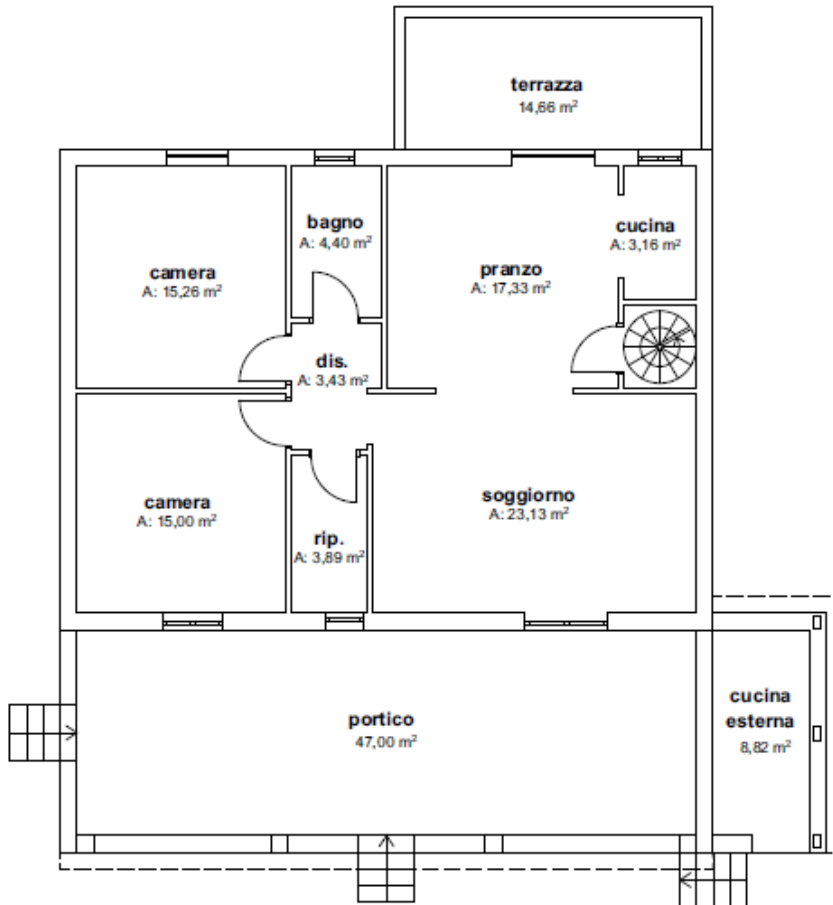 terrazza
14,66 m²
bagno
A: 4,40 m²
cucina
A: 3,16 m²
camera
A: 15,26 m²
pranzo
A: 17,33 m²
dis.
A: 3,43 m²
camera
A: 15,00 m²
soggiorno
A: 23,13 m²
rip.
A: 3,89 m²
portico
47,00 m²
cucina
esterna
8,82 m²